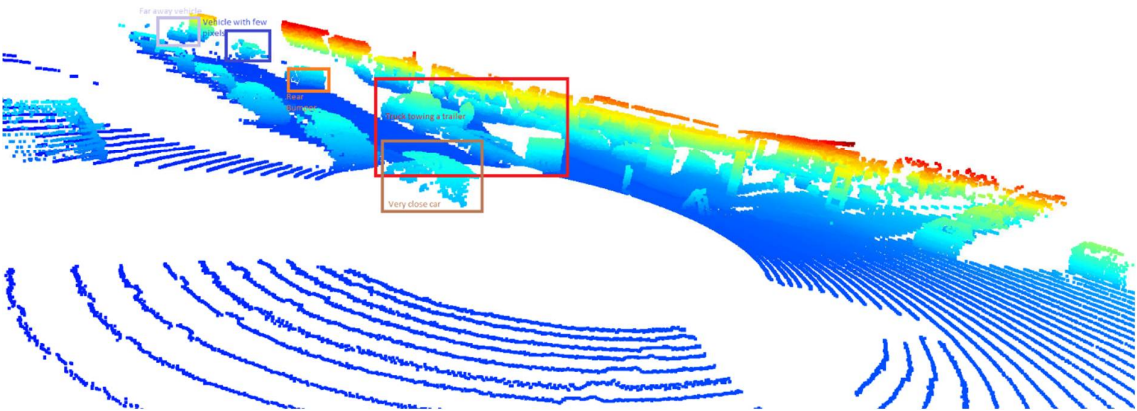 Far away vehicle
Vehicle with few
pixels
Rear
Bumper
Truck towing a trailer
Very close car